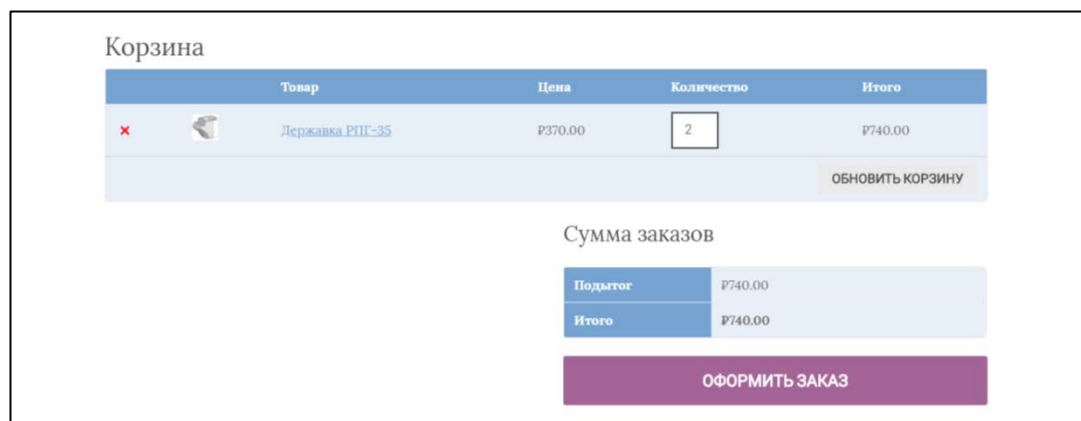 Корзина
Товар Цена Количество Итого
× Державка РПГ-35 ₽370.00 2 ₽740.00
ОБНОВИТЬ КОРЗИНУ
Сумма заказов
Подытог ₽740.00
Итого ₽740.00
ОФОРМИТЬ ЗАКАЗ